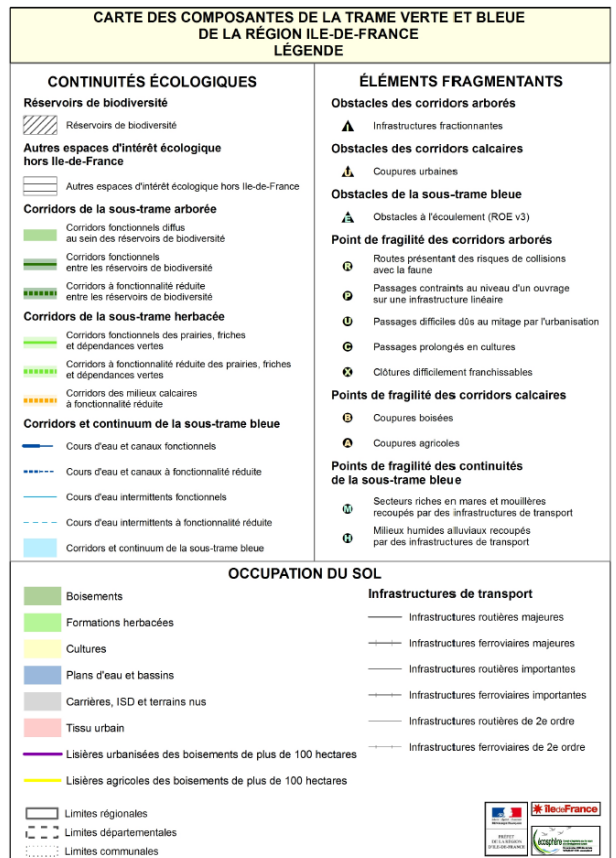 CARTE DES COMPOSANTES DE LA TRAME VERTE ET BLEUE
DE LA RÉGION ILE-DE-FRANCE
LÉGENDE
CONTINUITÉS ÉCOLOGIQUES
Réservoirs de biodiversité
Réservoirs de biodiversité
Autres espaces d'intérêt écologique
hors Ile-de-France
Autres espaces d'intérêt écologique hors Ile-de-France
Corridors de la sous-trame arborée
Corridors fonctionnels diffus
au sein des réservoirs de biodiversité
Corridors fonctionnels
entre les réservoirs de biodiversité
Corridors à fonctionnalité réduite
entre les réservoirs de biodiversité
Corridors de la sous-trame herbacée
Corridors fonctionnels des prairies, friches
et dépendances vertes
Corridors à fonctionnalité réduite des prairies, friches
et dépendances vertes
Corridors des milieux calcaires
à fonctionnalité réduite
Corridors et continuum de la sous-trame bleue
Cours d'eau et canaux fonctionnels
Cours d'eau et canaux à fonctionnalité réduite
Cours d'eau intermittents fonctionnels
Cours d'eau intermittents à fonctionnalité réduite
Corridors et continuum de la sous-trame bleue
ÉLÉMENTS FRAGMENTANTS
Obstacles des corridors arborés
I Infrastructures fractionnantes
Obstacles des corridors calcaires
U Coupures urbaines
Obstacles de la sous-trame bleue
E Obstacles à l'écoulement (ROE v3)
Point de fragilité des corridors arborés
R Routes présentant des risques de collisions
avec la faune
P Passages contraints au niveau d'un ouvrage
sur une infrastructure linéaire
U Passages difficiles dûs au mitage par l'urbanisation
C Passages prolongés en cultures
X Clôtures difficilement franchissables
Points de fragilité des corridors calcaires
B Coupures boisées
A Coupures agricoles
Points de fragilité des continuités
de la sous-trame bleue
M Secteurs riches en mares et mouillères
recoupés par des infrastructures de transport
H Milieux humides alluviaux recoupés
par des infrastructures de transport
OCCUPATION DU SOL
Boisements
Formations herbacées
Cultures
Plans d'eau et bassins
Carrières, ISD et terrains nus
Tissu urbain
Lisières urbanisées des boisements de plus de 100 hectares
Lisières agricoles des boisements de plus de 100 hectares
Limites régionales
Limites départementales
Limites communales
Infrastructures de transport
Infrastructures routières majeures
Infrastructures ferroviaires majeures
Infrastructures routières importantes
Infrastructures ferroviaires importantes
Infrastructures routières de 2e ordre
Infrastructures ferroviaires de 2e ordre
PRÉFET
DE LA RÉGION
D'ILE-DE-FRANCE
îledeFrance
écosphère